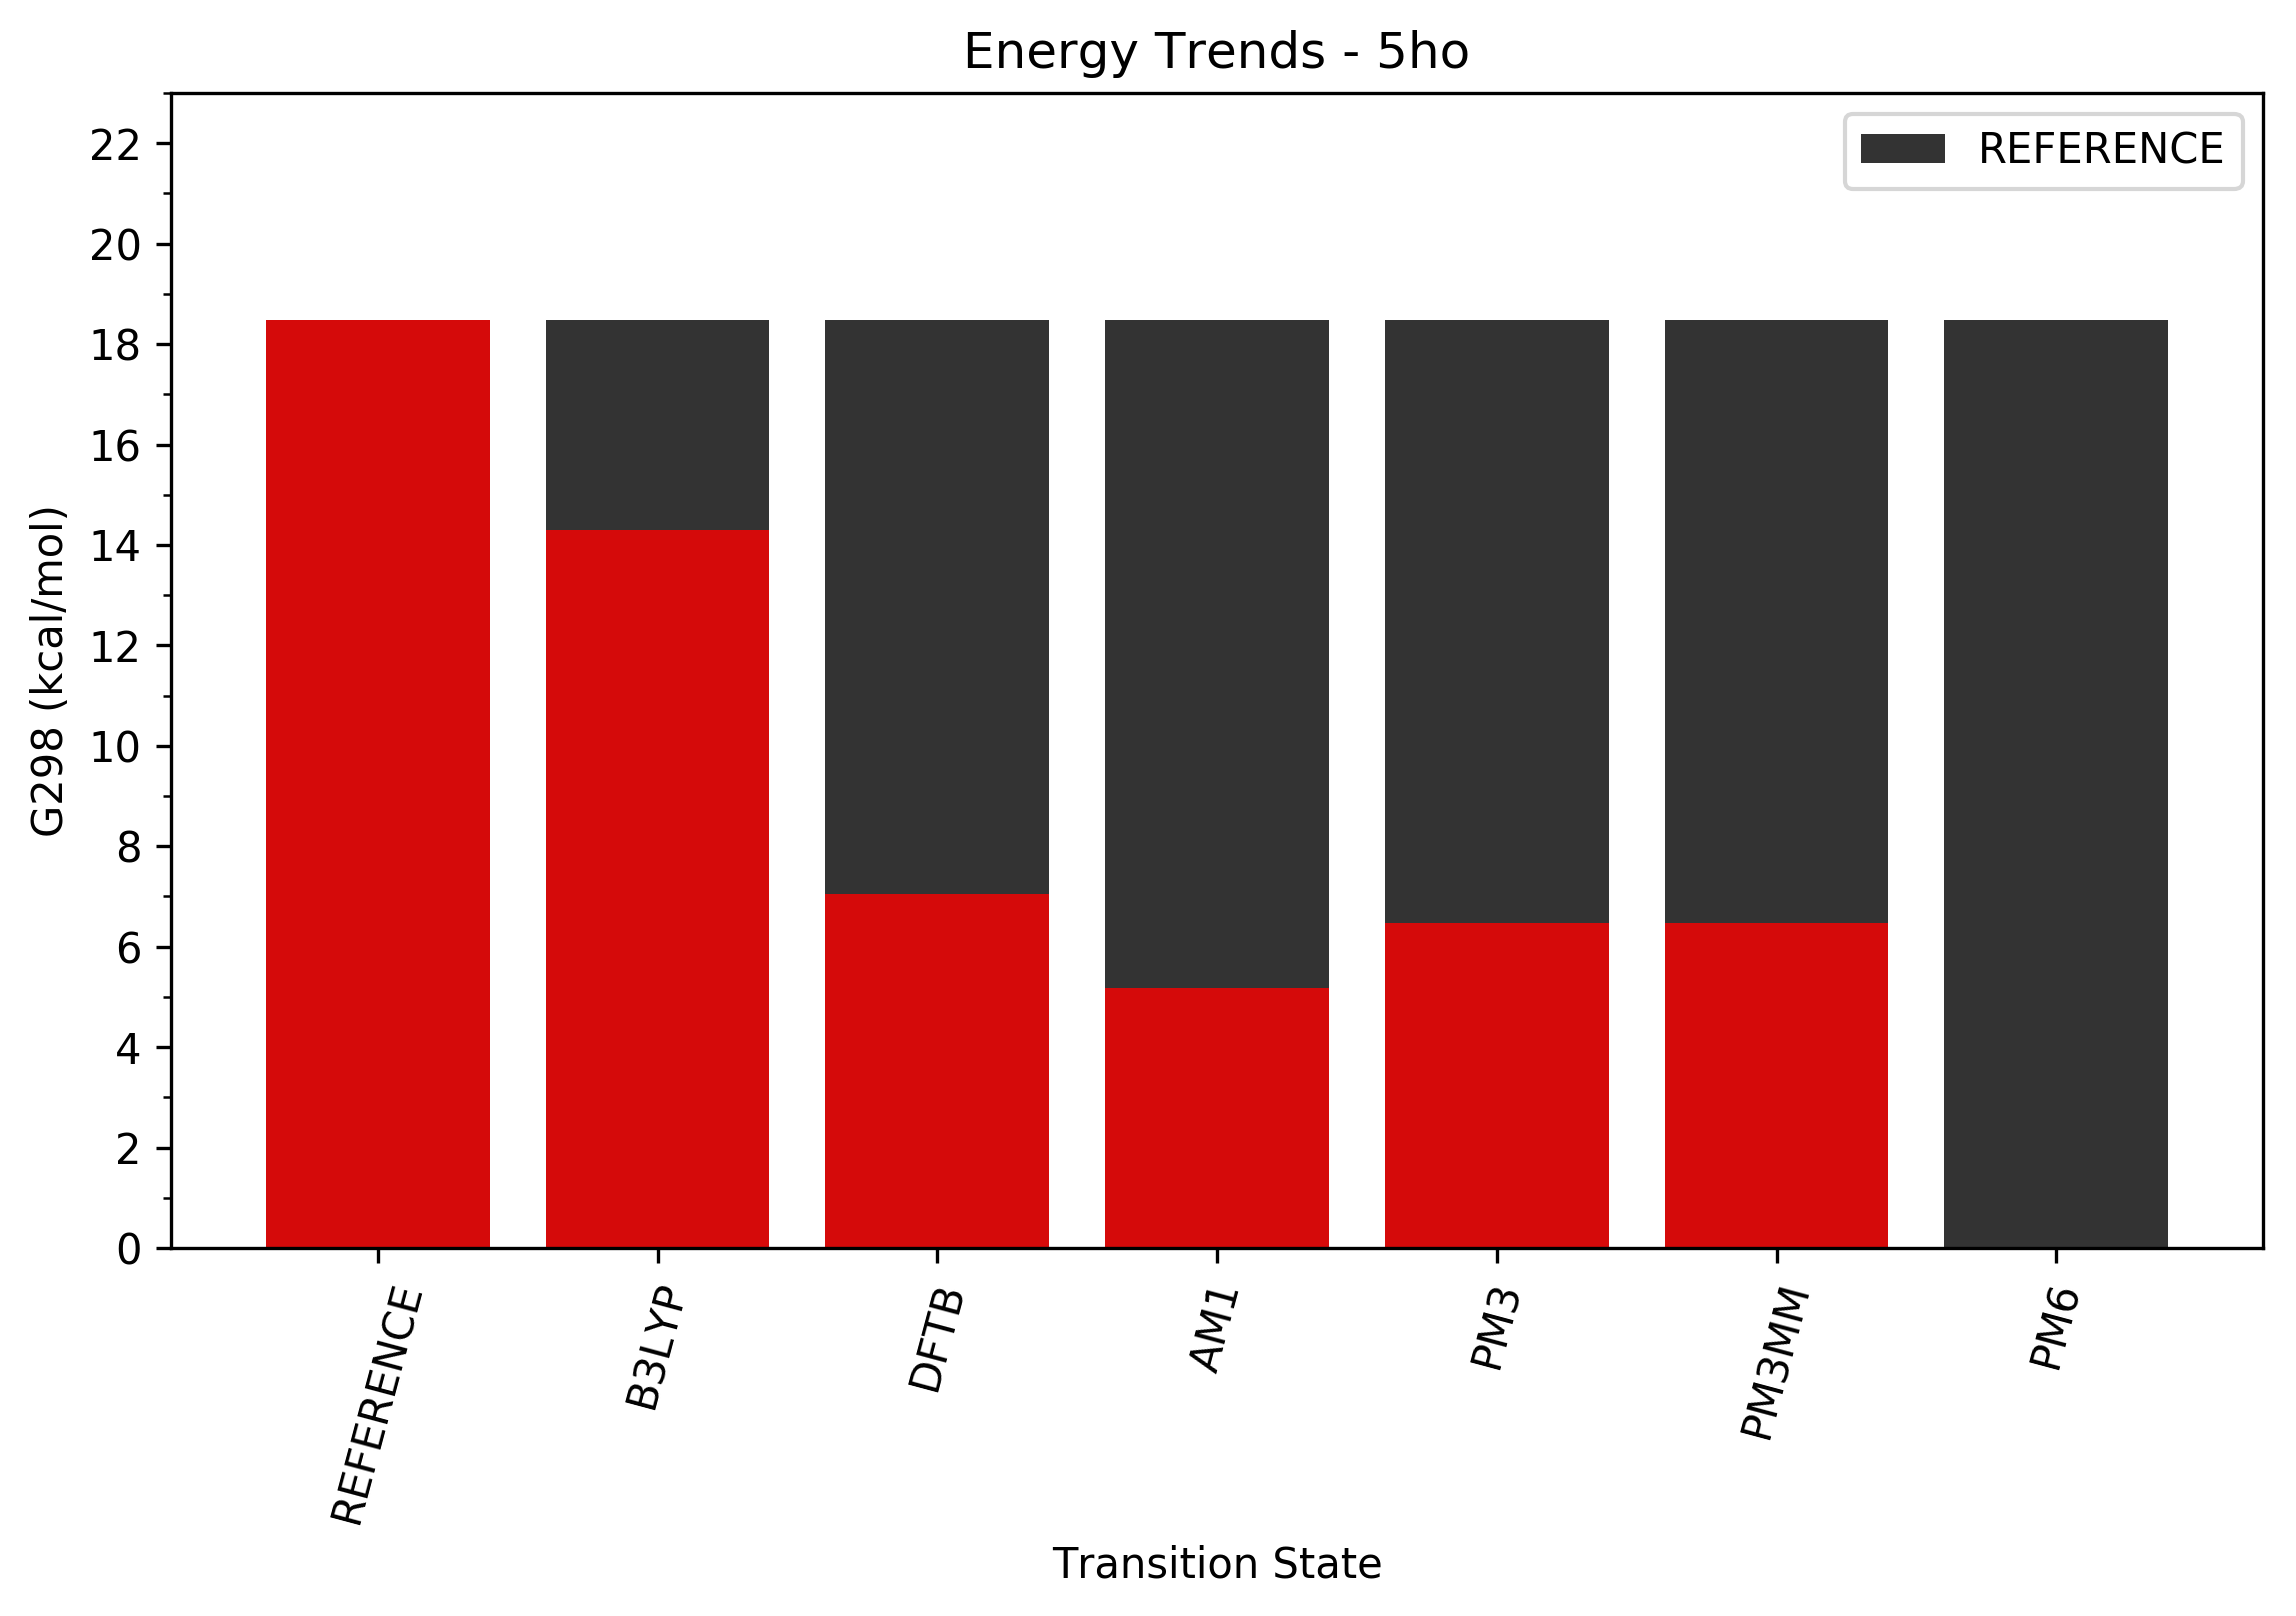 Energy Trends - 5ho
REFERENCE
G298 (kcal/mol)
22
20
18
16
14
12
10
8
6
4
2
0
REFERENCE
B3LYP
DFTB
AM1
PM3
PM3MM
PM6
Transition State